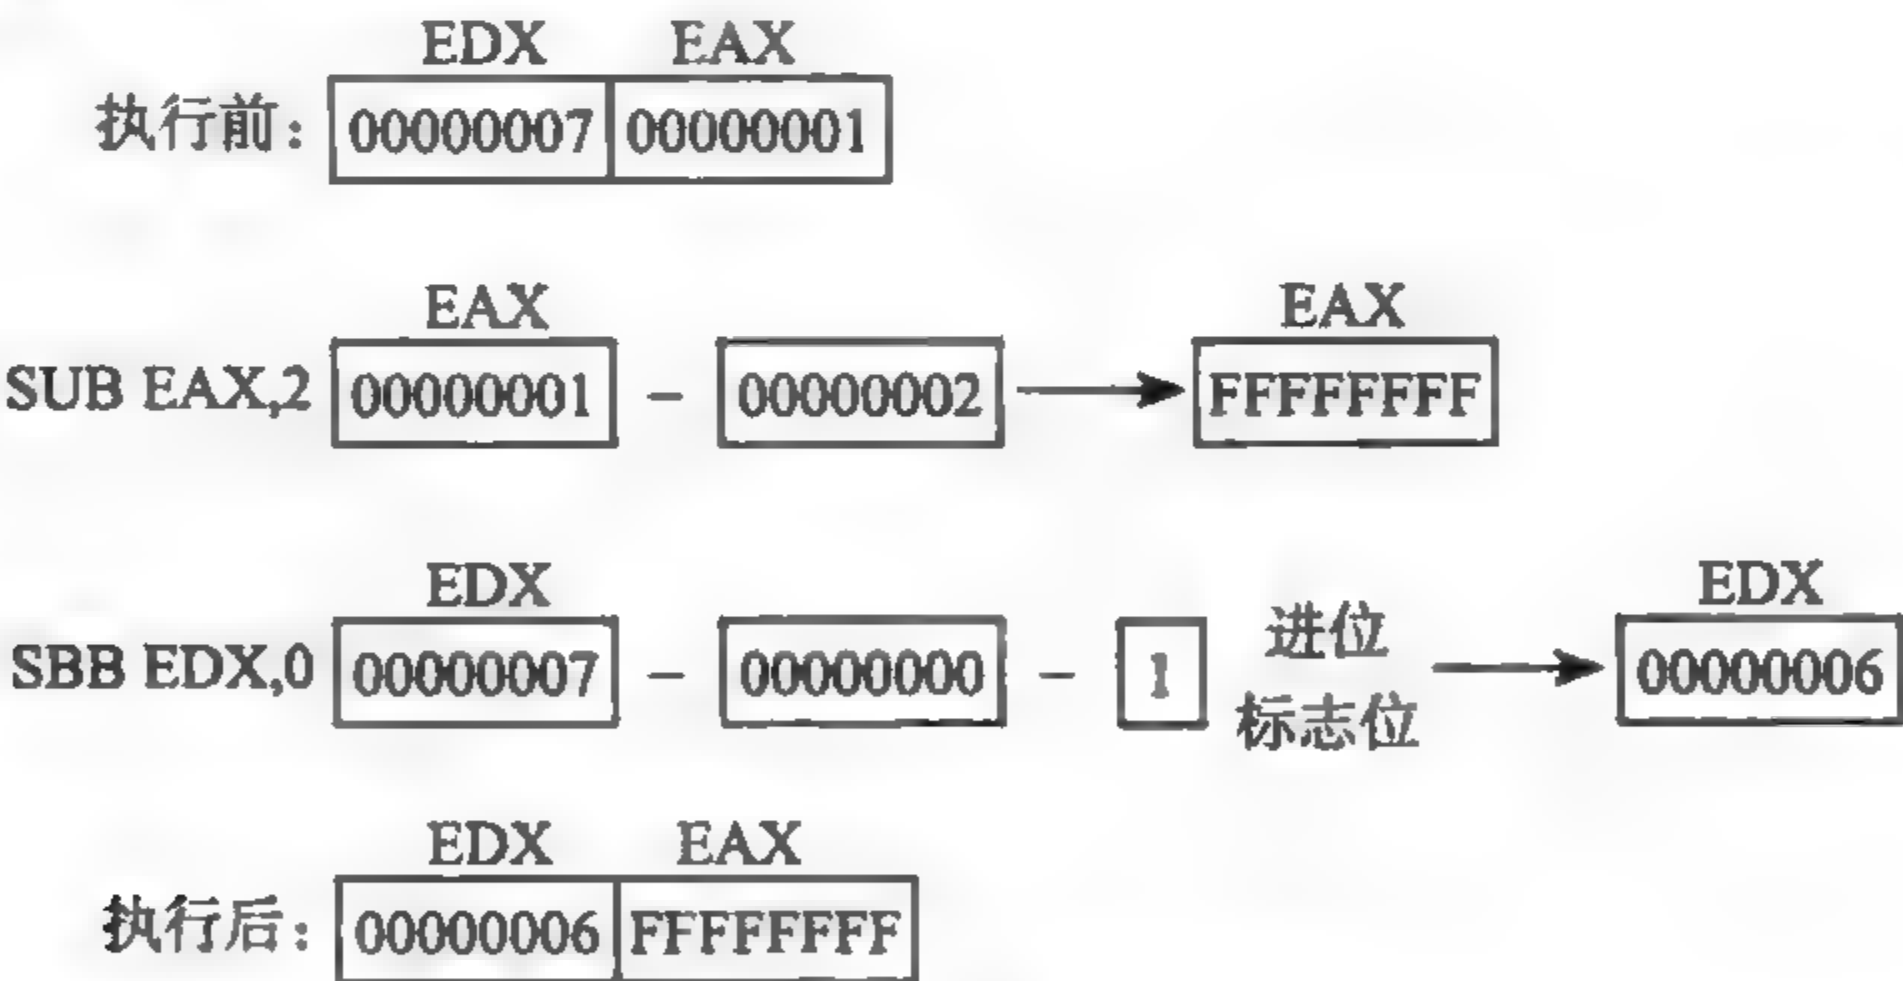 EDX EAX
执行前： 00000007 00000001
EAX EAX
SUB EAX,2 00000001 - 00000002 FFFFFFFF
EDX EDX
SBB EDX,0 00000007 - 00000000 - 1 进位 00000006
标志位
EDX EAX
执行后： 00000006 FFFFFFFF